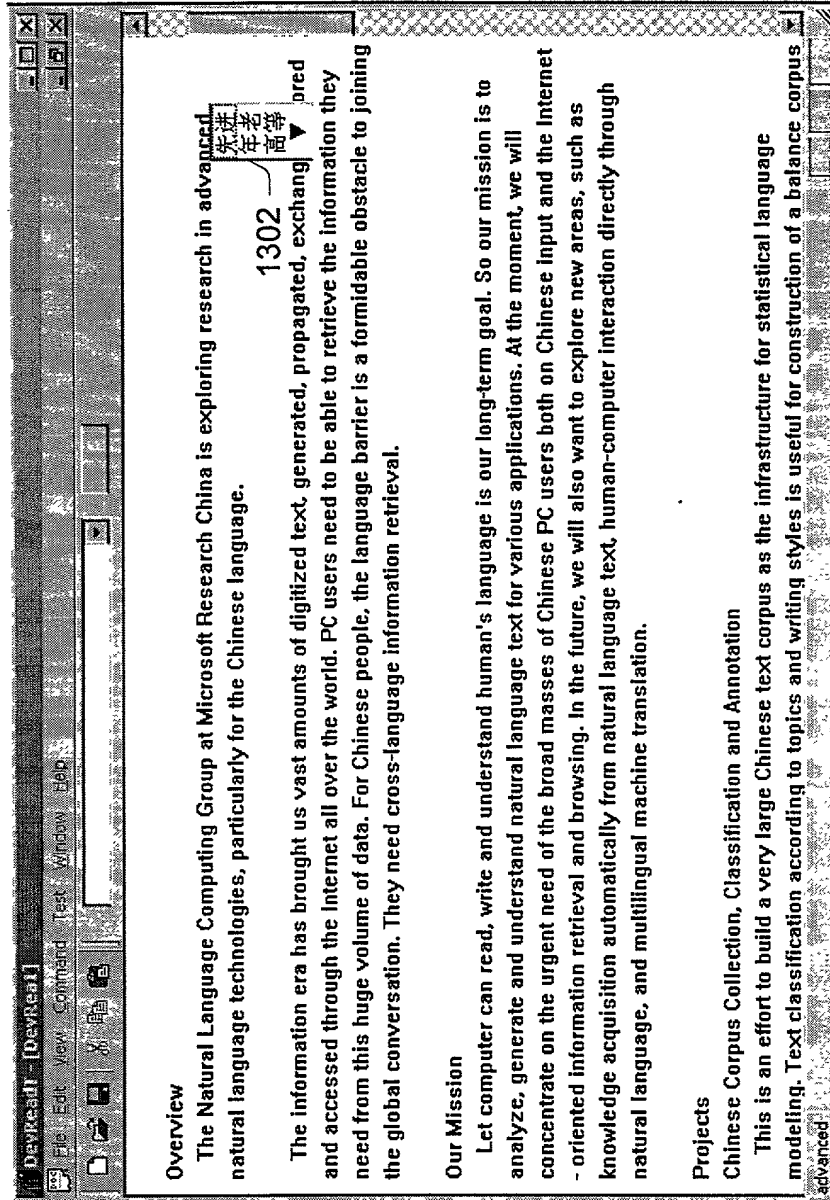 DevRead1 - [DevRea1]
File Edit View Command Test Window Help
Overview
The Natural Language Computing Group at Microsoft Research China is exploring research in advanced
natural language technologies, particularly for the Chinese language.
先进
年老
高等
1302
The information era has brought us vast amounts of digitized text, generated, propagated, exchang ored
and accessed through the Internet all over the world. PC users need to be able to retrieve the information they
need from this huge volume of data. For Chinese people, the language barrier is a formidable obstacle to joining
the global conversation. They need cross-language information retrieval.
Our Mission
Let computer can read, write and understand human's language is our long-term goal. So our mission is to
analyze, generate and understand natural language text for various applications. At the moment, we will
concentrate on the urgent need of the broad masses of Chinese PC users both on Chinese Input and the Internet
- oriented information retrieval and browsing. In the future, we will also want to explore new areas, such as
knowledge acquisition automatically from natural language text, human-computer interaction directly through
natural language, and multilingual machine translation.
Projects
Chinese Corpus Collection, Classification and Annotation
This is an effort to build a very large Chinese text corpus as the infrastructure for statistical language
modeling. Text classification according to topics and writing styles is useful for construction of a balance corpus
advanced